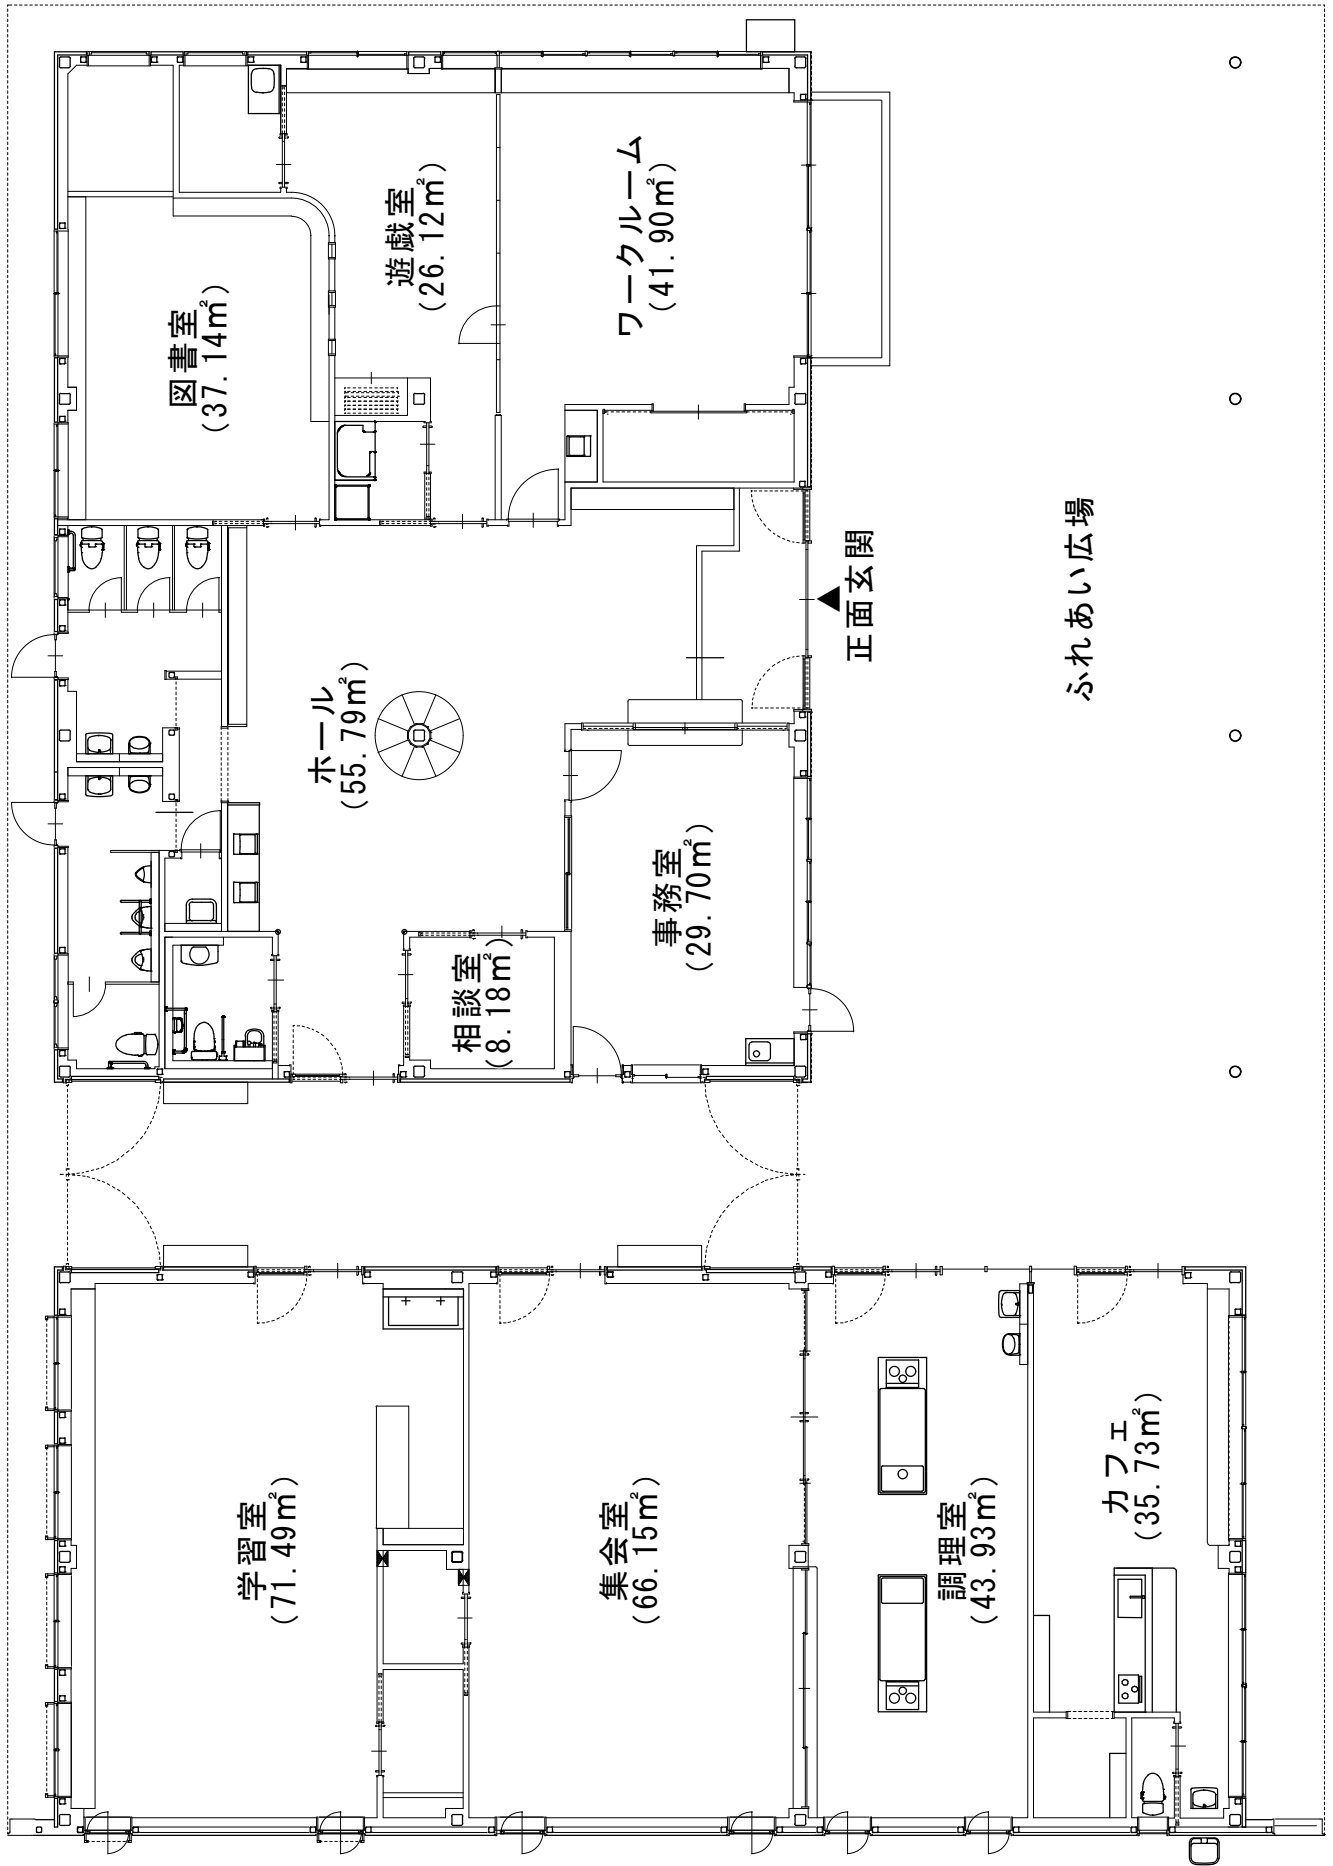 図書室
(37.14㎡)
遊戯室
(26.12㎡)
ワークルーム
(41.90㎡)
ホール
(55.79㎡)
正面玄関
ふれあい広場
相談室
(8.18㎡)
事務室
(29.70㎡)
学習室
(71.49㎡)
集会室
(66.15㎡)
調理室
(43.93㎡)
カフェ
(35.73㎡)